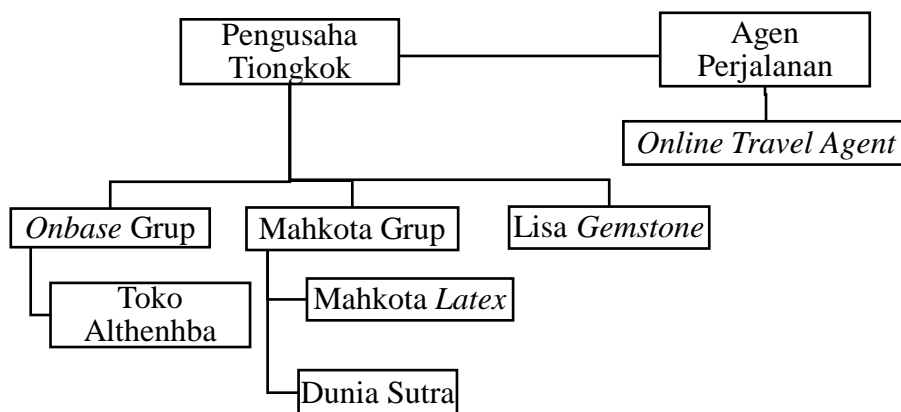 Pengusaha
Tiongkok
Agen
Perjalanan
Online Travel Agent
Onbase Grup
Mahkota Grup
Lisa Gemstone
Toko
Althenhba
Mahkota Latex
Dunia Sutra